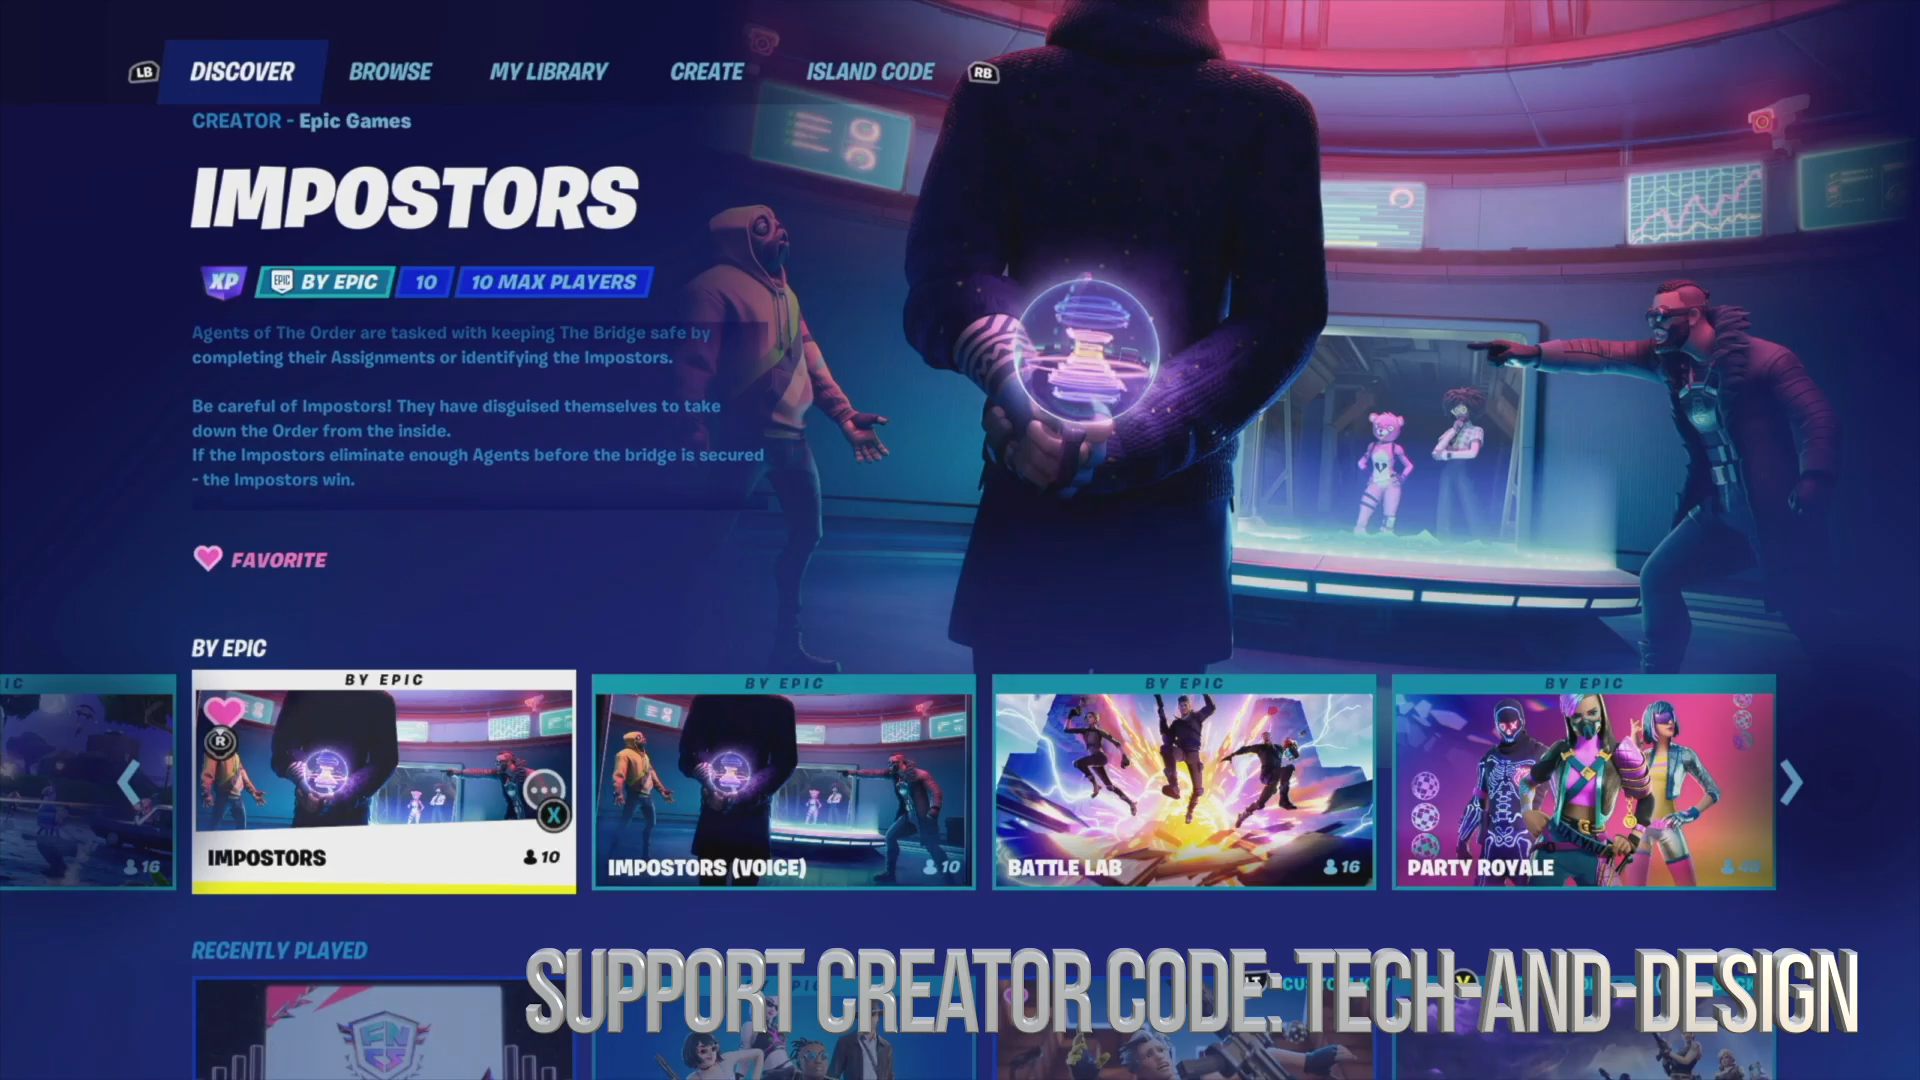 LB DISCOVER BROWSE MY LIBRARY CREATE ISLAND CODE RB
CREATOR - Epic Games
IMPOSTORS
XP EPIC BY EPIC 10 10 MAX PLAYERS
Agents of The Order are tasked with keeping The Bridge safe by
completing their Assignments or identifying the Impostors.
Be careful of Impostors! They have disguised themselves to take
down the Order from the inside.
If the Impostors eliminate enough Agents before the bridge is secured
- the Impostors win.
FAVORITE
BY EPIC
IC BY EPIC BY EPIC BY EPIC BY EPIC
R
X
16 IMPOSTORS 10 IMPOSTORS (VOICE) 10 BATTLE LAB 16 PARTY ROYALE
RECENTLY PLAYED
SUPPORT CREATOR CODE: TECH-AND-DESIGN
FN
CS